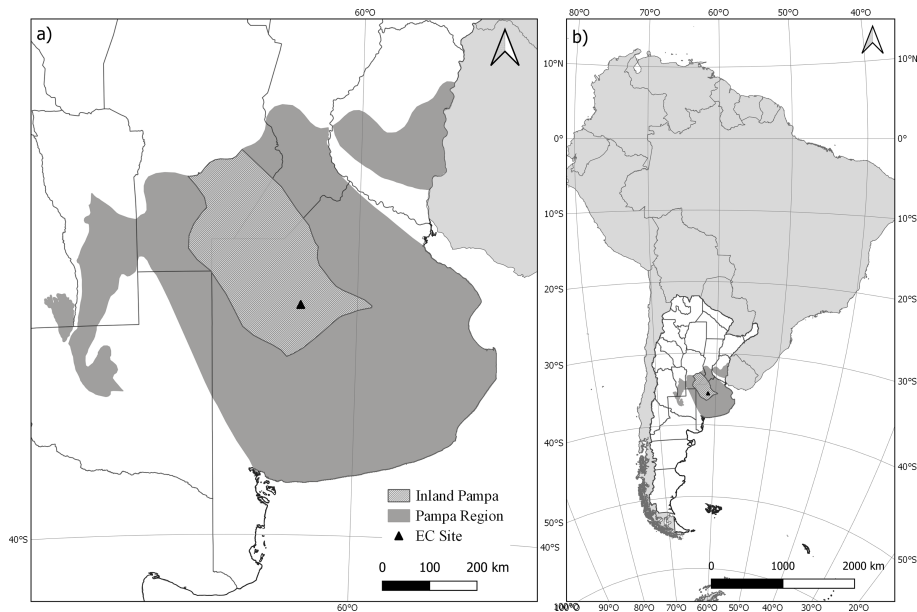 60°O
a)
Inland Pampa
Pampa Region
EC Site
40°S
0 100 200 km
60°O
80°O 70°O 60°O 50°O 40°O
b)
10°N 10°N
0° 0°
10°S 10°S
20°S 20°S
30°S 30°S
40°S 40°S
50°S 50°S
40°S
0 1000 2000 km
100°O 90°O 80°O 70°O 60°O 50°O 40°O 30°O 20°O